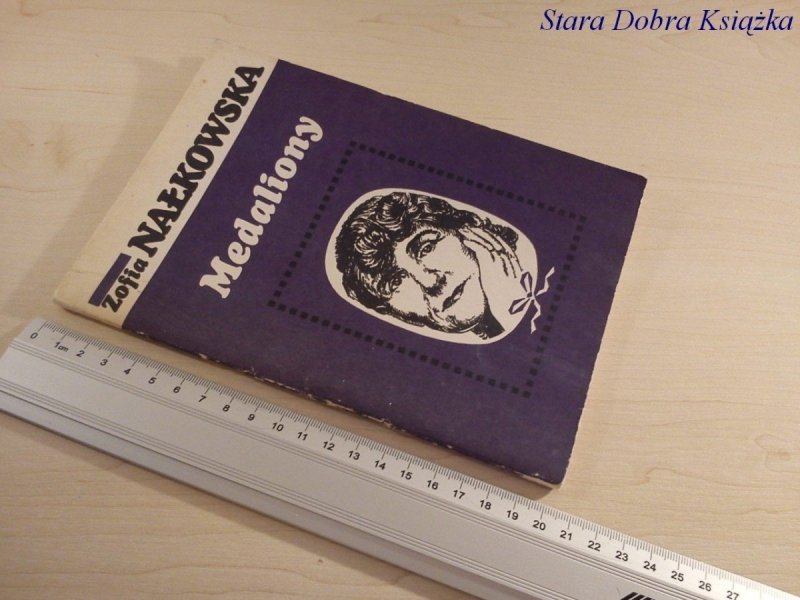 Stara Dobra Książka
Zofia
NAŁKOWSKA
Medaliony
0 1cm 2 3 4 5 6 7 8 9 10 11 12 13 14 15 16 17 18 19 20 21 22 23 24 25 26 27